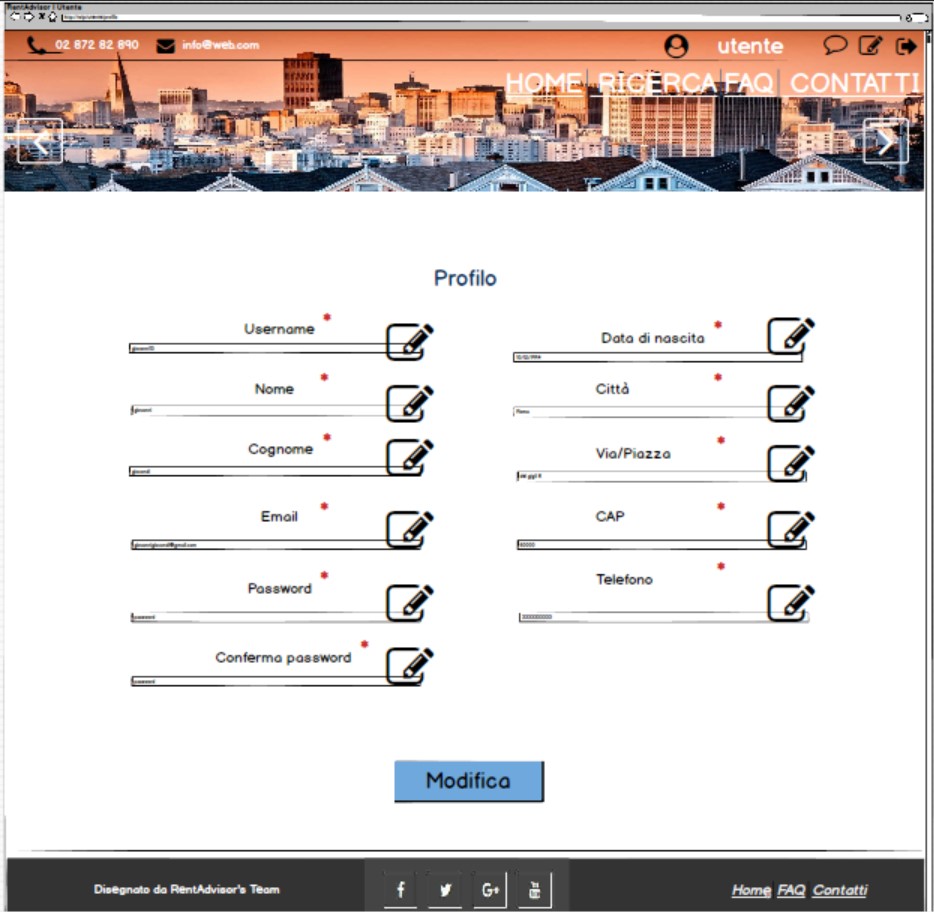 RentAdvisor | Utente
02 872 82 890 info@web.com utente
HOME RICERCA FAQ CONTATTI
Profilo
Username *
Data di nascita *
Nome *
Città *
Cognome *
Via/Piazza *
Email *
CAP *
Password *
Telefono *
Conferma password *
password
Modifica
Disegnato da RentAdvisor's Team
G+
Home FAQ Contatti